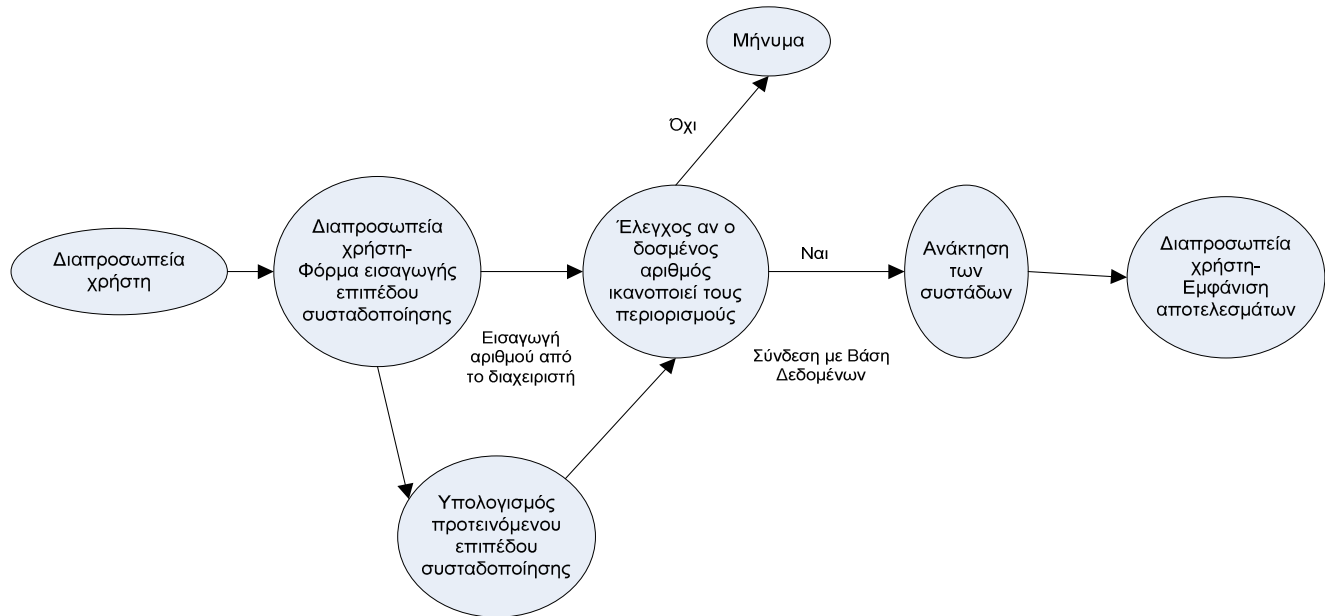 Μήνυμα
Όχι
Διαπροσωπεία
χρήστη
Διαπροσωπεία
χρήστη-
Φόρμα εισαγωγής
επιπέδου
συσταδοποίησης
Εισαγωγή
αριθμού από
το διαχειριστή
Έλεγχος αν ο
δοσμένος
αριθμός
ικανοποιεί τους
περιορισμούς
Ναι
Σύνδεση με Βάση
Δεδομένων
Ανάκτηση
των
συστάδων
Διαπροσωπεία
χρήστη-
Εμφάνιση
αποτελεσμάτων
Υπολογισμός
προτεινόμενου
επιπέδου
συσταδοποίησης